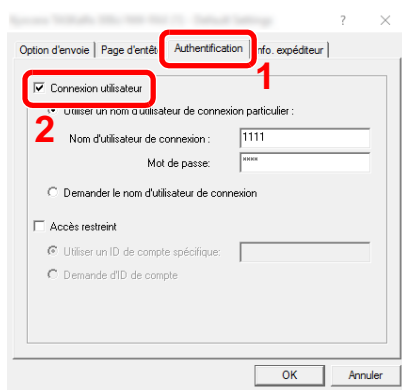 ? ×
Option d'envoie Page d'entêt Authentification nfo. expéditeur
1
Connexion utilisateur
2
Utiliser un nom d'utilisateur de connexion particulier :
Nom d'utilisateur de connexion : 1111
Mot de passe: ****
Demander le nom d'utilisateur de connexion
Accès restreint
Utiliser un ID de compte spécifique:
Demande d'ID de compte
OK Annuler